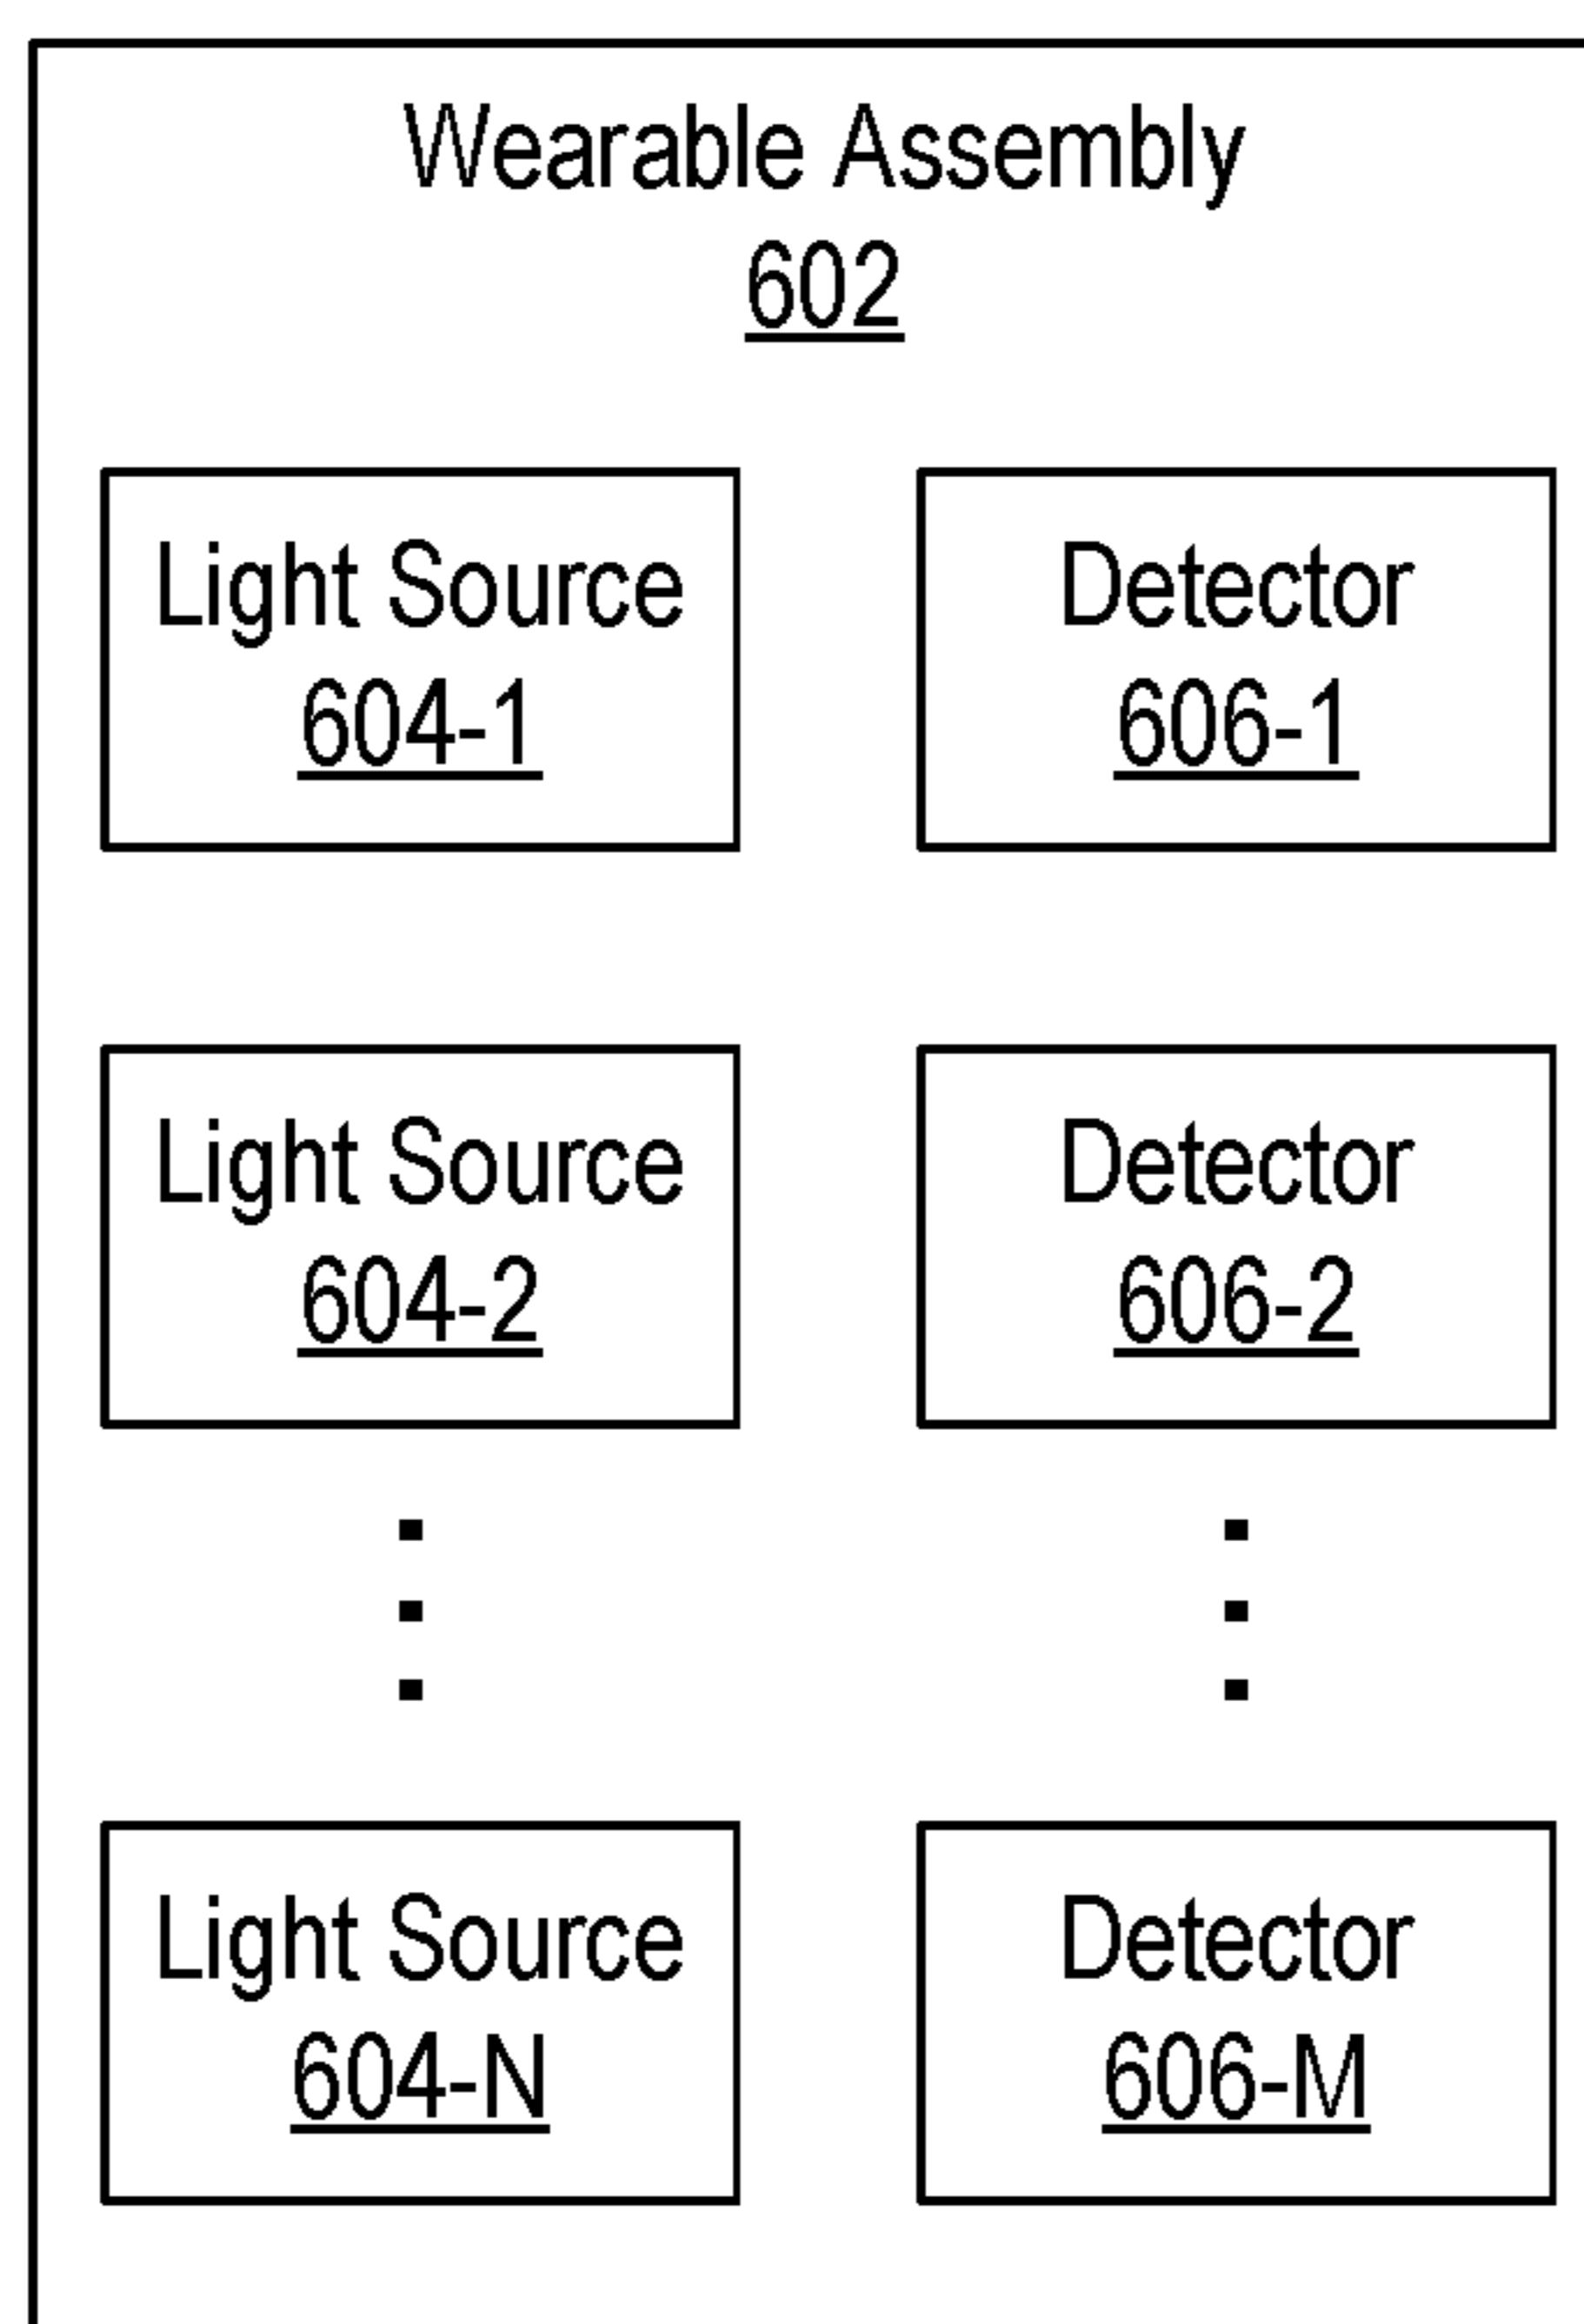 Wearable Assembly
602
Light Source
604-1
Detector
606-1
Light Source
604-2
Detector
606-2
Light Source
604-N
Detector
606-M